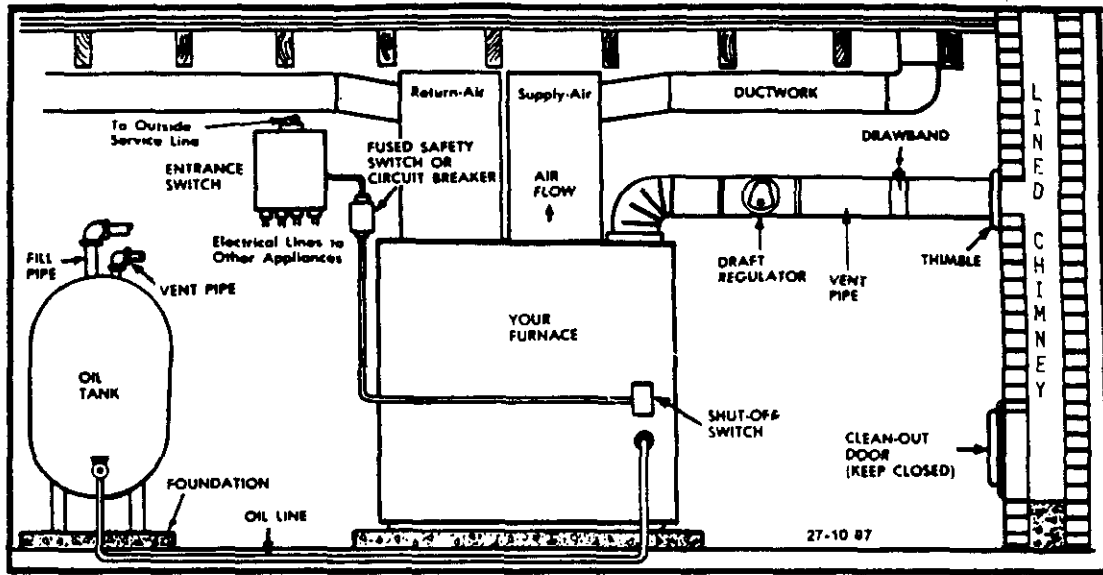 Return-Air
Supply-Air
DUCTWORK
To Outside
Service Line
ENTRANCE
SWITCH
FUSED SAFETY
SWITCH OR
CIRCUIT BREAKER
AIR
FLOW
DRAWBAND
LINED CHIMNEY
Electrical Lines to
Other Appliances
FILL
PIPE
VENT PIPE
DRAFT
REGULATOR
VENT
PIPE
THIMBLE
YOUR
FURNACE
OIL
TANK
SHUT-OFF
SWITCH
CLEAN-OUT
DOOR
(KEEP CLOSED)
FOUNDATION
OIL LINE
27-10 87